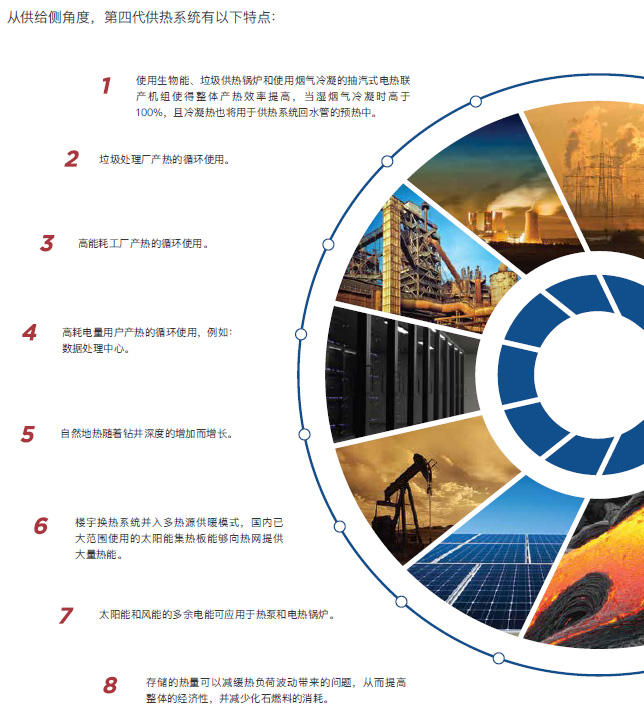 从供给侧角度，第四代供热系统有以下特点：
1
使用生物能、垃圾供热锅炉和使用烟气冷凝的抽汽式电热联
产机组使得整体产热效率提高，当湿烟气冷凝时高于
100%，且冷凝热也将用于供热系统回水管的预热中。
2
垃圾处理厂产热的循环使用。
3
高能耗工厂产热的循环使用。
4
高耗电量用户产热的循环使用，例如：
数据处理中心。
5
自然地热随着钻井深度的增加而增长。
6
楼宇换热系统并入多热源供暖模式，国内已
大范围使用的太阳能集热板能够向热网提供
大量热能。
7
太阳能和风能的多余电能可应用于热泵和电热锅炉。
8
存储的热量可以减缓热负荷波动带来的问题，从而提高
整体的经济性，并减少化石燃料的消耗。